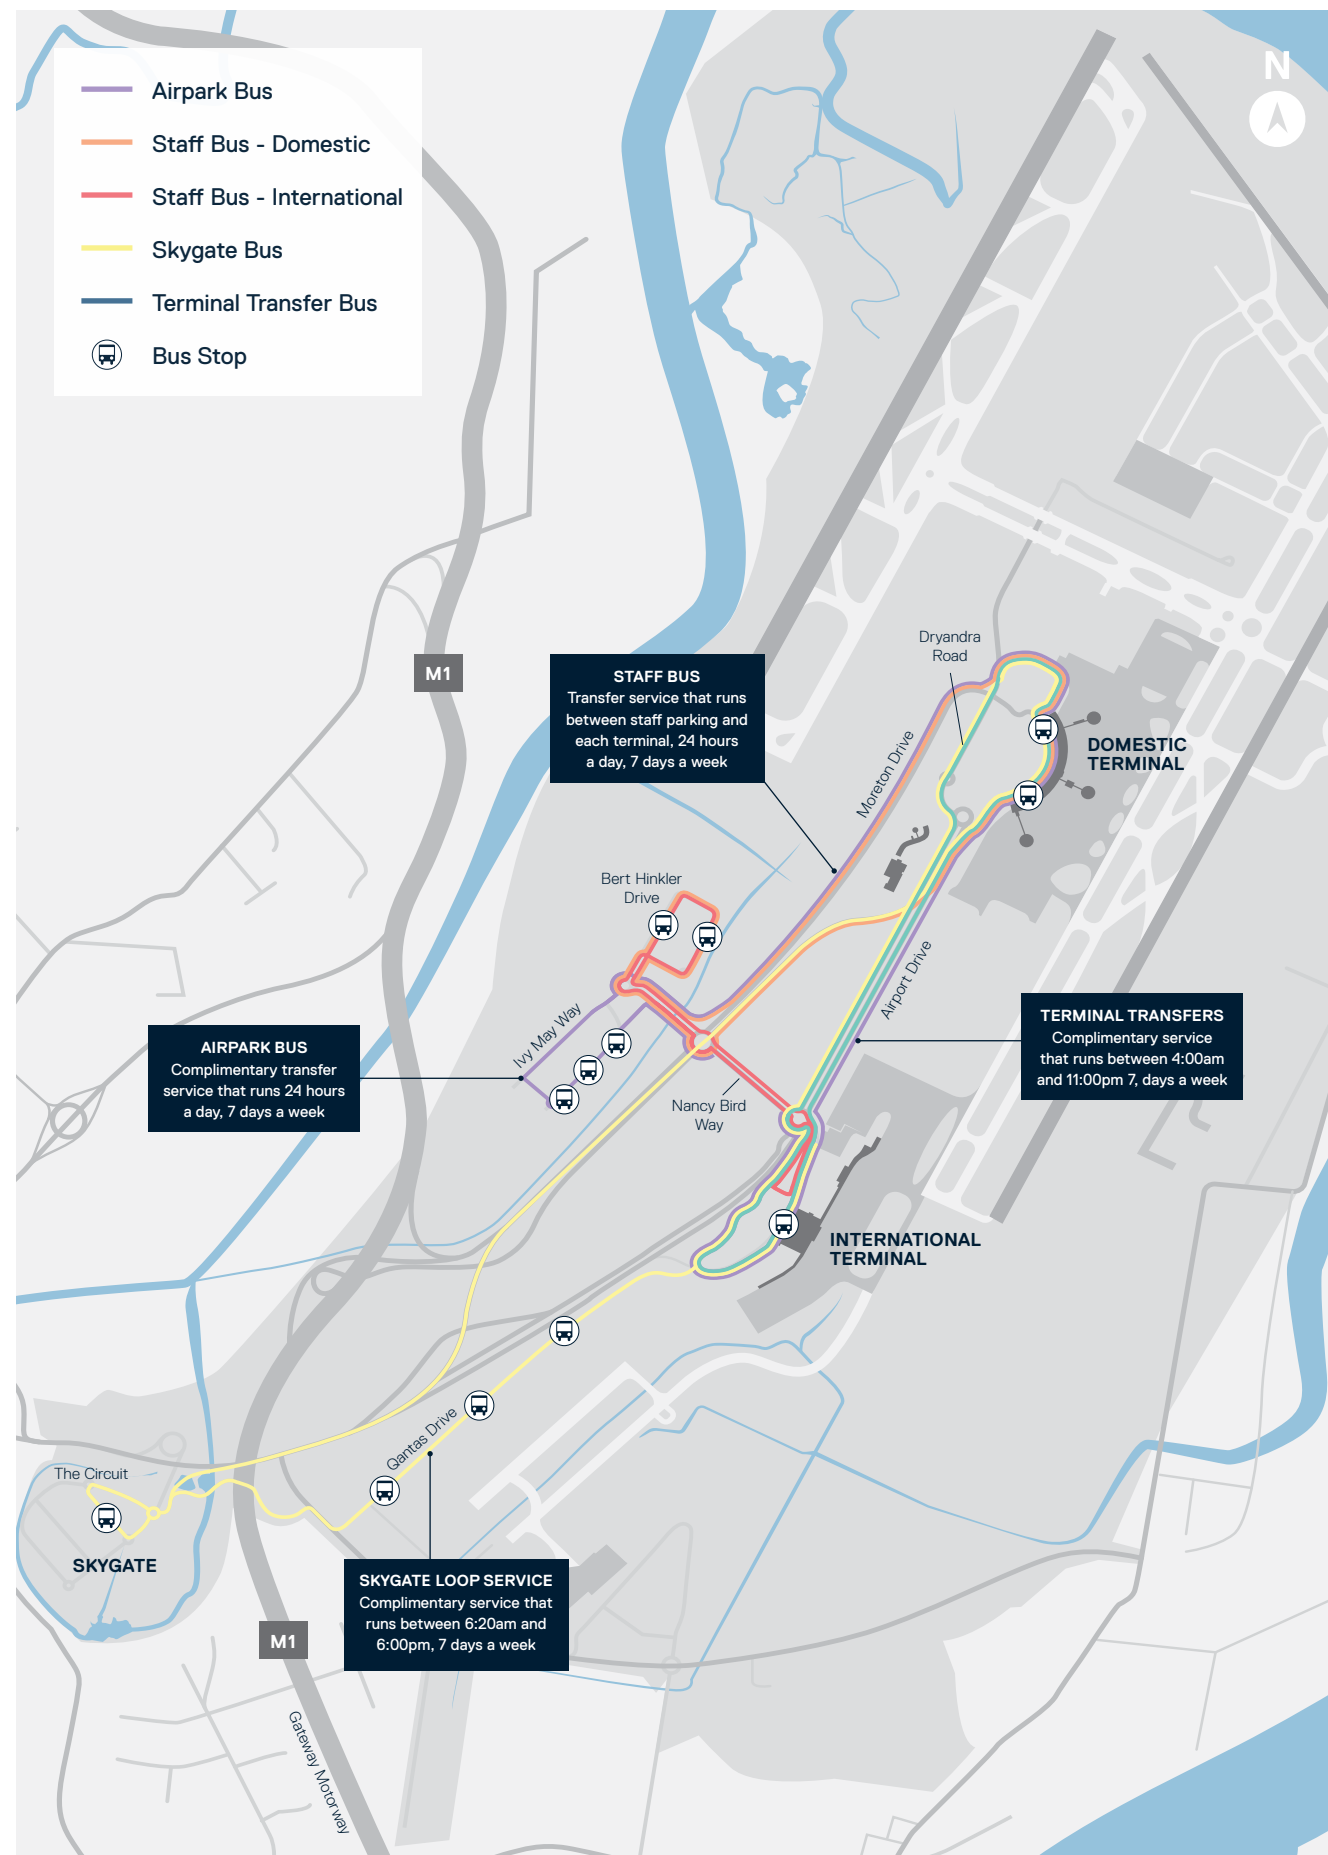 N
Airpark Bus
Staff Bus - Domestic
Staff Bus - International
Skygate Bus
Terminal Transfer Bus
Bus Stop
M1
Dryandra
Road
STAFF BUS
Transfer service that runs
between staff parking and
each terminal, 24 hours
a day, 7 days a week
Moreton Drive
DOMESTIC
TERMINAL
Bert Hinkler
Drive
Airport Drive
TERMINAL TRANSFERS
Complimentary service
that runs between 4:00am
and 11:00pm 7, days a week
Ivy May Way
AIRPARK BUS
Complimentary transfer
service that runs 24 hours
a day, 7 days a week
Nancy Bird
Way
INTERNATIONAL
TERMINAL
Qantas Drive
The Circuit
SKYGATE
SKYGATE LOOP SERVICE
Complimentary service that
runs between 6:20am and
6:00pm, 7 days a week
M1
Gateway Motorway